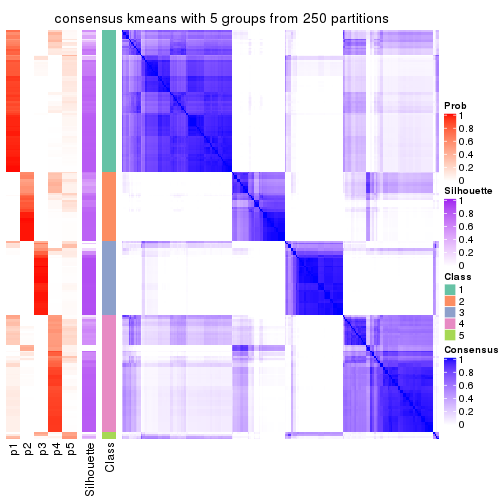 consensus kmeans with 5 groups from 250 partitions
Prob
1
0.8
0.6
0.4
0.2
0
Silhouette
1
0.8
0.6
0.4
0.2
0
Class
1
2
3
4
5
Consensus
1
0.8
0.6
0.4
0.2
0
p1
p2
p3
p4
p5
Silhouette
Class